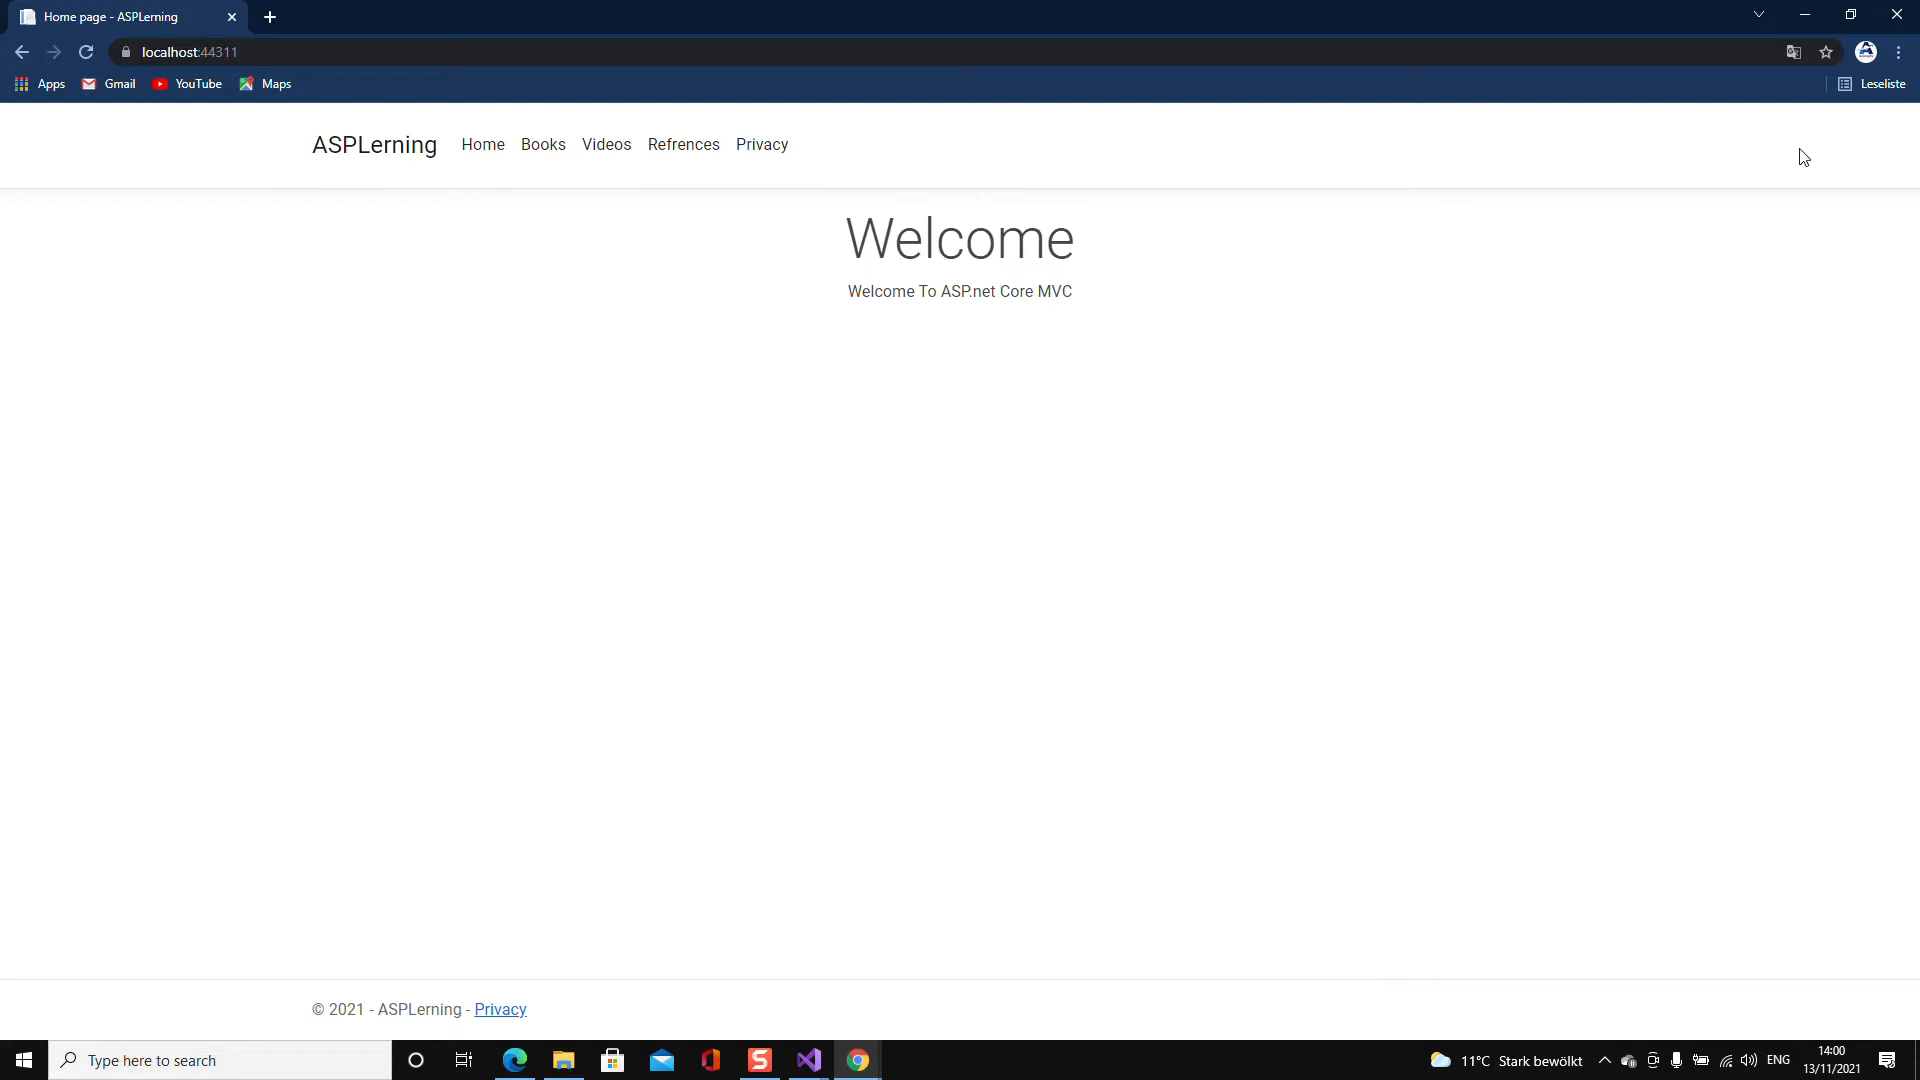 Home page - ASPLerning
localhost:44311
Apps Gmail YouTube Maps Leseliste
ASPLerning Home Books Videos Refrences Privacy
Welcome
Welcome To ASP.net Core MVC
© 2021 - ASPLerning - Privacy
Type here to search
11°C Stark bewölkt ENG
14:00
13/11/2021